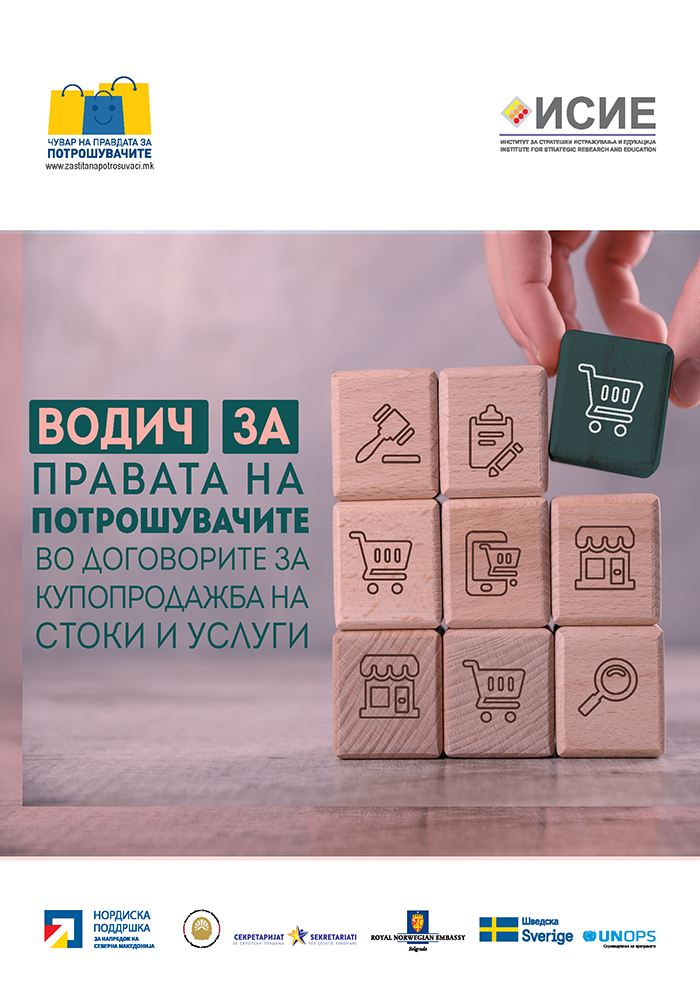 ЧУВАР НА ПРАВДАТА ЗА
ПОТРОШУВАЧИТЕ
www.zastitanapotrosuvaci.mk
ИСИЕ
ИНСТИТУТ ЗА СТРАТЕШКИ ИСТРАЖУВАЊА И ЕДУКАЦИЈА
INSTITUTE FOR STRATEGIC RESEARCH AND EDUCATION
ВОДИЧ ЗА
ПРАВАТА НА
ПОТРОШУВАЧИТЕ
ВО ДОГОВОРИТЕ ЗА
КУПОПРОДАЖБА НА
СТОКИ И УСЛУГИ
НОРДИСКА
ПОДДРШКА
ЗА НАПРЕДОК НА
СЕВЕРНА МАКЕДОНИЈА
СЕКРЕТАРИЈАТ
ЗА ЕВРОПСКИ ПРАШАЊА
SEKRETARIATI
PËR ÇËSHTJE EVROPIANE
ROYAL NORWEGIAN EMBASSY
Belgrade
Шведска
Sverige
UNOPS